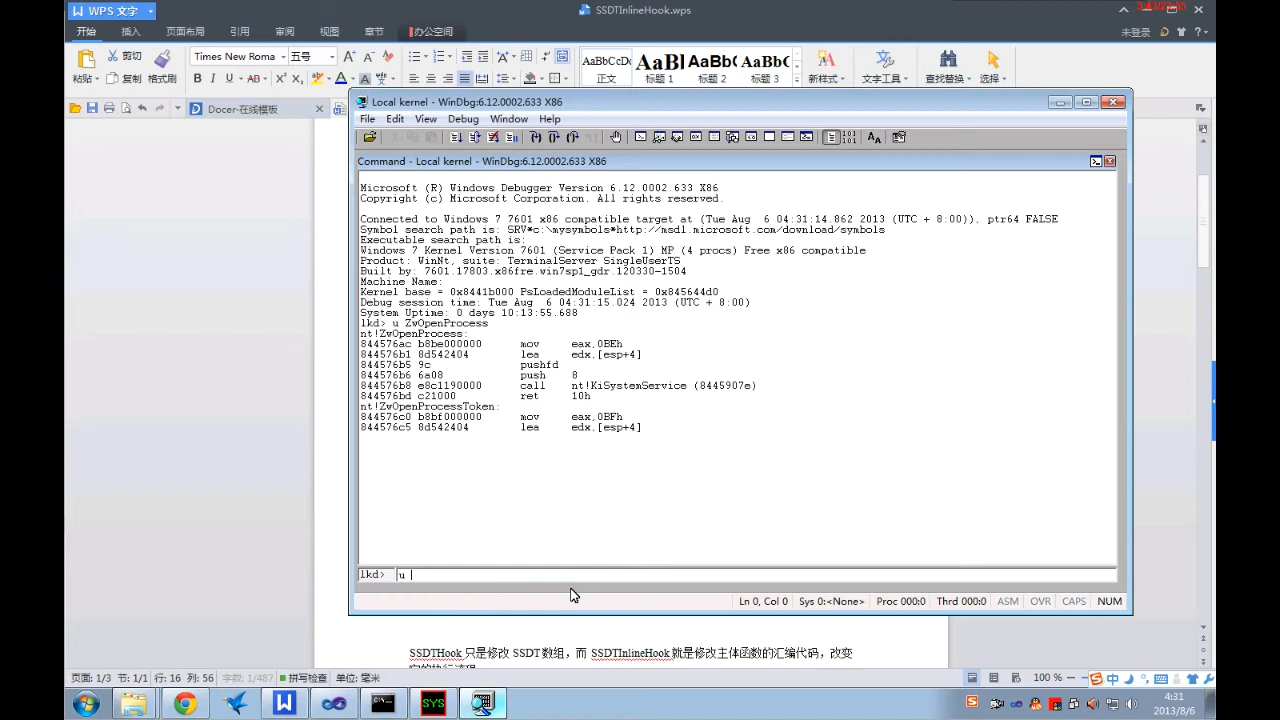 WPS 文字
SSDTInlineHook.wps
开始 插入 页面布局 引用 审阅 视图 章节 办公空间
未登录
粘贴 剪切 复制 格式刷
Times New Roma 五号
AaBbCcDc 正文
AaBl 标题 1
AaBb( 标题 2
AaBb( 标题 3
新样式 文字工具 查找替换 选择
Docer-在线模板
Local kernel - WinDbg:6.12.0002.633 X86
File Edit View Debug Window Help
Command - Local kernel - WinDbg:6.12.0002.633 X86
Microsoft (R) Windows Debugger Version 6.12.0002.633 X86
Copyright (c) Microsoft Corporation. All rights reserved.
Connected to Windows 7 7601 x86 compatible target at (Tue Aug  6 04:31:14.862 2013 (UTC + 8:00)), ptr64 FALSE
Symbol search path is: SRV*c:\mysymbols*http://msdl.microsoft.com/download/symbols
Executable search path is:
Windows 7 Kernel Version 7601 (Service Pack 1) MP (4 procs) Free x86 compatible
Product: WinNt, suite: TerminalServer SingleUserTS
Built by: 7601.17803.x86fre.win7sp1_gdr.120330-1504
Machine Name:
Kernel base = 0x8441b000 PsLoadedModuleList = 0x845644d0
Debug session time: Tue Aug  6 04:31:15.024 2013 (UTC + 8:00)
System Uptime: 0 days 10:13:55.688
lkd> u ZwOpenProcess
nt!ZwOpenProcess:
844576ac b8be000000 mov eax,0BEh
844576b1 8d542404 lea edx,[esp+4]
844576b5 9c pushfd
844576b6 6a08 push 8
844576b8 e8c1190000 call nt!KiSystemService (8445907e)
844576bd c21000 ret 10h
nt!ZwOpenProcessToken:
844576c0 b8bf000000 mov eax,0BFh
844576c5 8d542404 lea edx,[esp+4]
lkd> u
Ln 0, Col 0 Sys 0:<None> Proc 000:0 Thrd 000:0 ASM OVR CAPS NUM
SSDTHook 只是修改 SSDT 数组，而 SSDTInlineHook 就是修改主体函数的汇编代码，改变
页面: 1/3 节: 1/1 行: 16 列: 56 字数: 1/487 拼写检查 单位: 毫米 100 %
中
SYS
4:31
2013/8/6